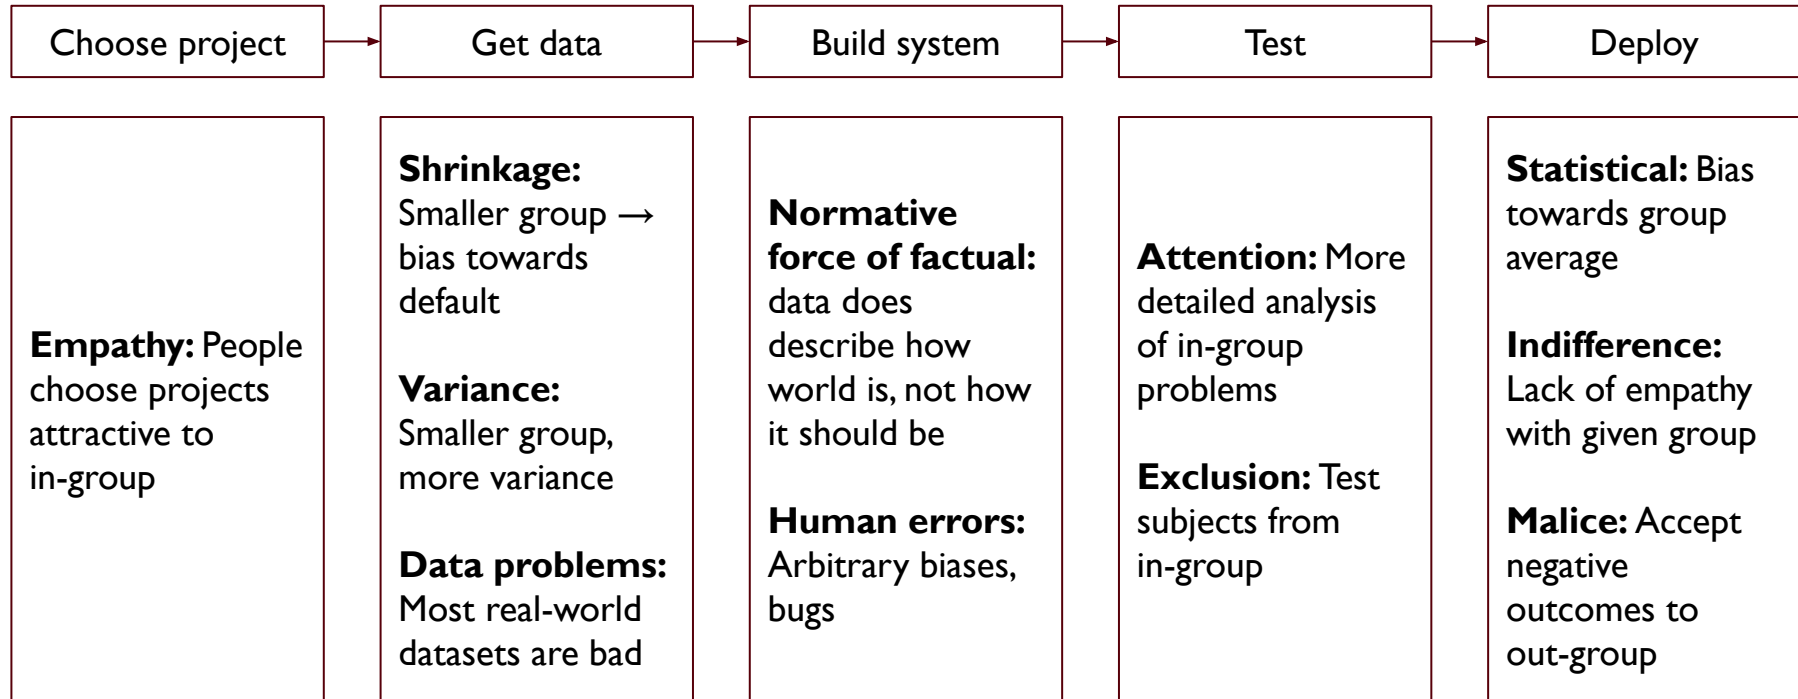 Choose project
Get data
Build system
Test
Deploy
Empathy: People
choose projects
attractive to
in-group
Shrinkage:
Smaller group →
bias towards
default
Variance:
Smaller group,
more variance
Data problems:
Most real-world
datasets are bad
Normative
force of factual:
data does
describe how
world is, not how
it should be
Human errors:
Arbitrary biases,
bugs
Attention: More
detailed analysis
of in-group
problems
Exclusion: Test
subjects from
in-group
Statistical: Bias
towards group
average
Indifference:
Lack of empathy
with given group
Malice: Accept
negative
outcomes to
out-group